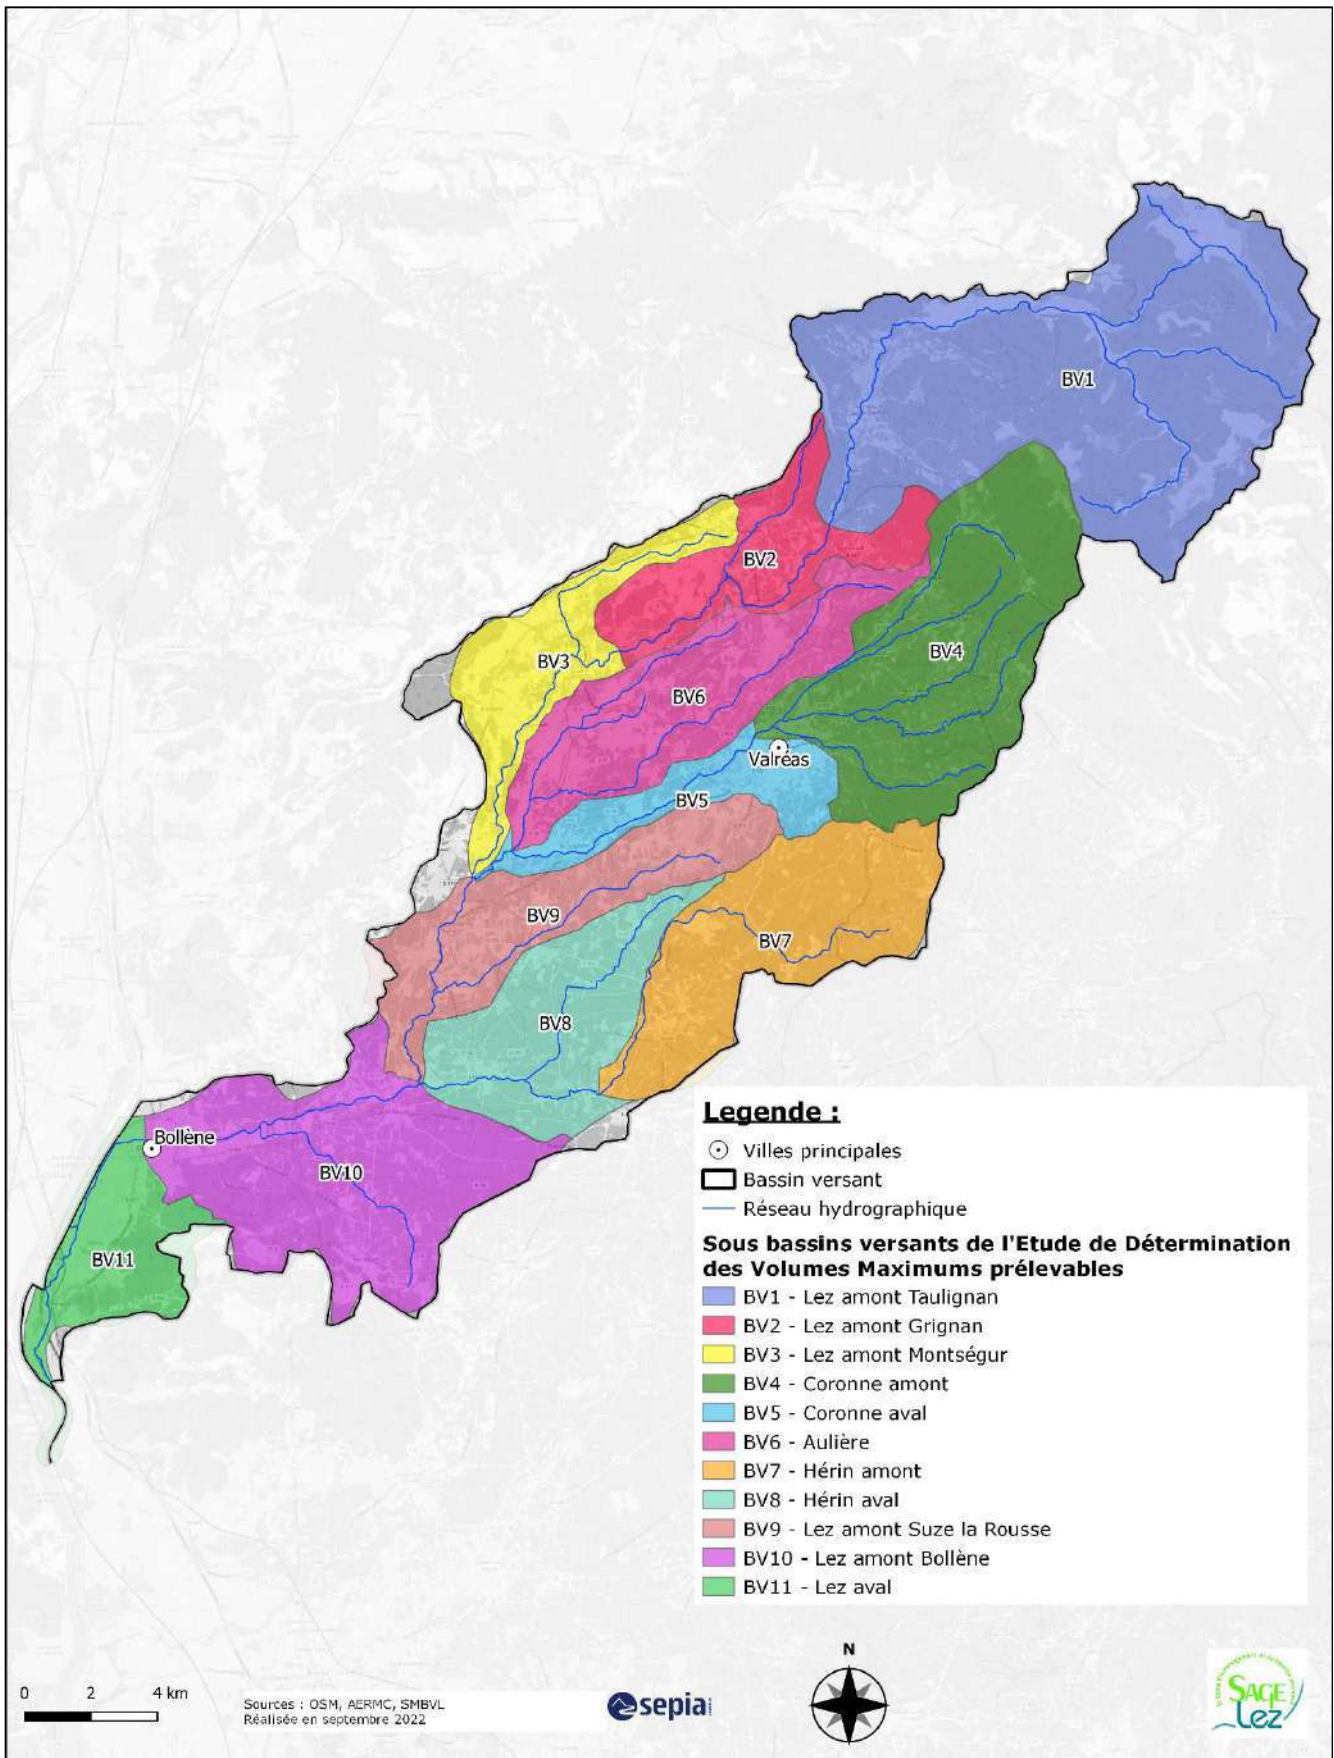 BV1
BV2
BV3
BV4
BV6
Valréas
BV5
BV9
BV7
BV8
Bollène
BV10
BV11
Legende :
Villes principales
Bassin versant
Réseau hydrographique
Sous bassins versants de l'Etude de Détermination
des Volumes Maximums prélevables
BV1 - Lez amont Taulignan
BV2 - Lez amont Grignan
BV3 - Lez amont Montségur
BV4 - Coronne amont
BV5 - Coronne aval
BV6 - Aulière
BV7 - Hérin amont
BV8 - Hérin aval
BV9 - Lez amont Suze la Rousse
BV10 - Lez amont Bollène
BV11 - Lez aval
N
0 2 4 km
Sources : OSM, AERMC, SMBVL
Réalisée en septembre 2022
sepia
SAGE
Lez